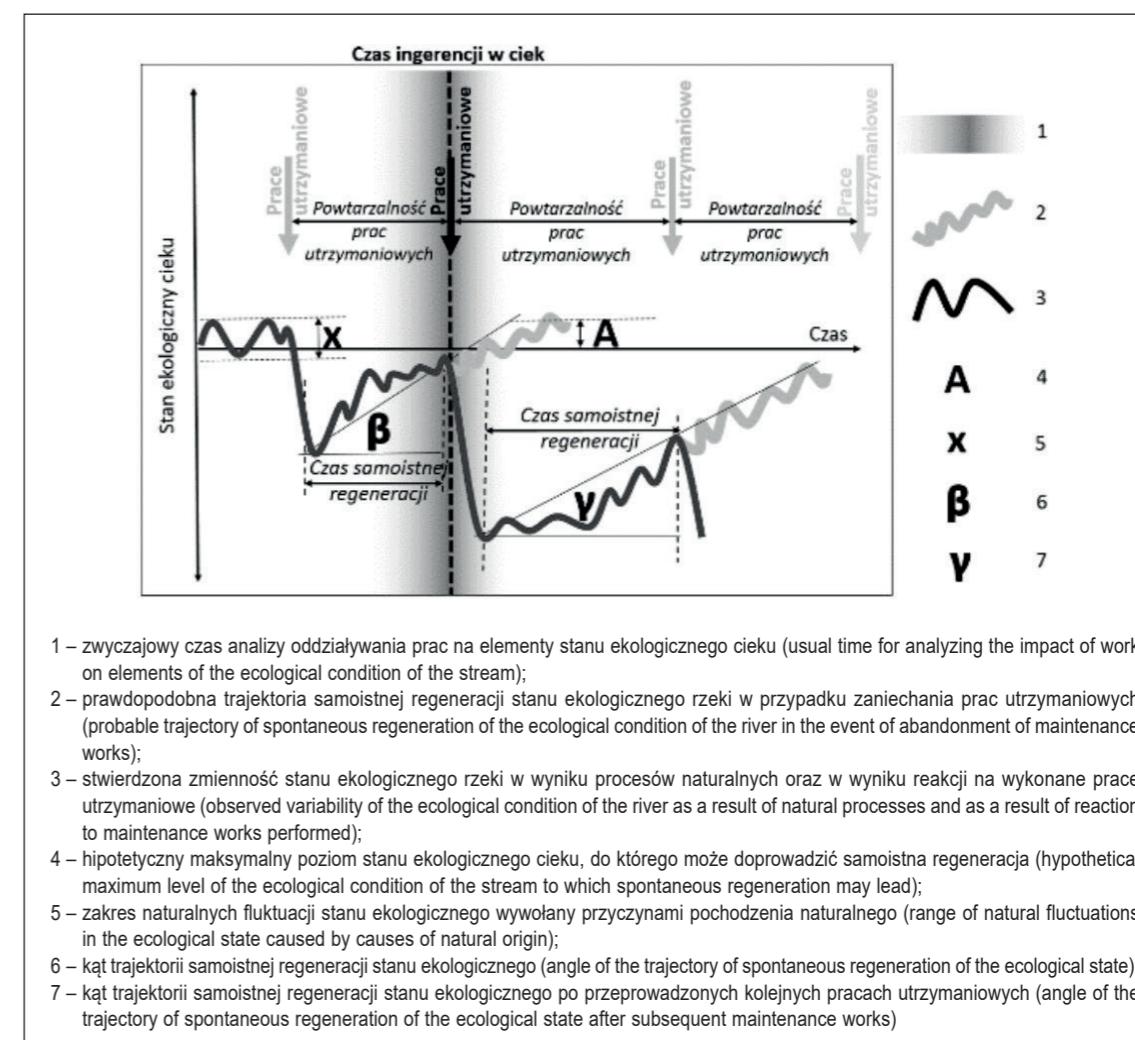 Czas ingerencji w ciek
Prace
utrzymaniowe
Prace
utrzymaniowe
Prace
utrzymaniowe
Prace
utrzymaniowe
Powtarzalność
prac
utrzymaniowych
Powtarzalność
prac
utrzymaniowych
Powtarzalność
prac
utrzymaniowych
Stan ekologiczny cieku
x
A
Czas
β
Czas samoistnej
regeneracji
Czas samoistnej
regeneracji
γ
1
2
3
A 4
x 5
β 6
γ 7
1 – zwyczajowy czas analizy oddziaływania prac na elementy stanu ekologicznego cieku (usual time for analyzing the impact of work
on elements of the ecological condition of the stream);
2 – prawdopodobna trajektoria samoistnej regeneracji stanu ekologicznego rzeki w przypadku zaniechania prac utrzymaniowych
(probable trajectory of spontaneous regeneration of the ecological condition of the river in the event of abandonment of maintenance
works);
3 – stwierdzona zmienność stanu ekologicznego rzeki w wyniku procesów naturalnych oraz w wyniku reakcji na wykonane prace
utrzymaniowe (observed variability of the ecological condition of the river as a result of natural processes and as a result of reaction
to maintenance works performed);
4 – hipotetyczny maksymalny poziom stanu ekologicznego cieku, do którego może doprowadzić samoistna regeneracja (hypothetica
maximum level of the ecological condition of the stream to which spontaneous regeneration may lead);
5 – zakres naturalnych fluktuacji stanu ekologicznego wywołany przyczynami pochodzenia naturalnego (range of natural fluctuations
in the ecological state caused by causes of natural origin);
6 – kąt trajektorii samoistnej regeneracji stanu ekologicznego (angle of the trajectory of spontaneous regeneration of the ecological state)
7 – kąt trajektorii samoistnej regeneracji stanu ekologicznego po przeprowadzonych kolejnych pracach utrzymaniowych (angle of the
trajectory of spontaneous regeneration of the ecological state after subsequent maintenance works)